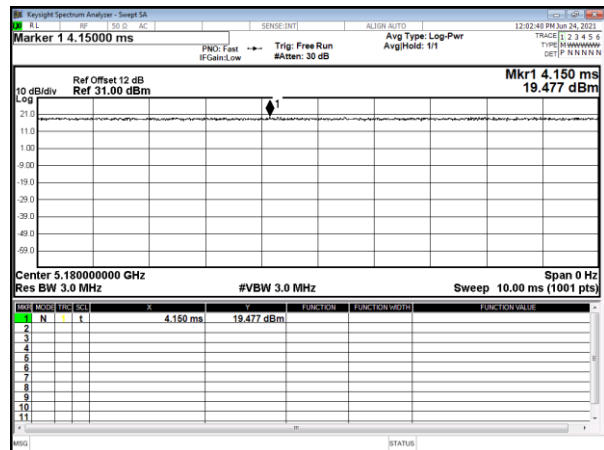 Keysight Spectrum Analyzer - Swept SA
RL RF 50 Ω AC SENSE:INT ALIGN AUTO 12:02:40 PM Jun 24, 2021
Marker 1 4.15000 ms
PNO: Fast
IFGain:Low
Trig: Free Run
#Atten: 30 dB
Avg Type: Log-Pwr
Avg|Hold: 1/1
TRACE 1 2 3 4 5 6
TYPE M WWWWW
DET P N N N N N
Ref Offset 12 dB
10 dB/div Ref 31.00 dBm
Log
Mkr1 4.150 ms
19.477 dBm
1
21.0
11.0
1.00
-9.00
-19.0
-29.0
-39.0
-49.0
-59.0
Center 5.180000000 GHz Span 0 Hz
Res BW 3.0 MHz #VBW 3.0 MHz Sweep 10.00 ms (1001 pts)
MKR MODE TRC SCL X Y FUNCTION FUNCTION WIDTH FUNCTION VALUE
1 N 1 t 4.150 ms 19.477 dBm
2
3
4
5
6
7
8
9
10
11
MSG STATUS